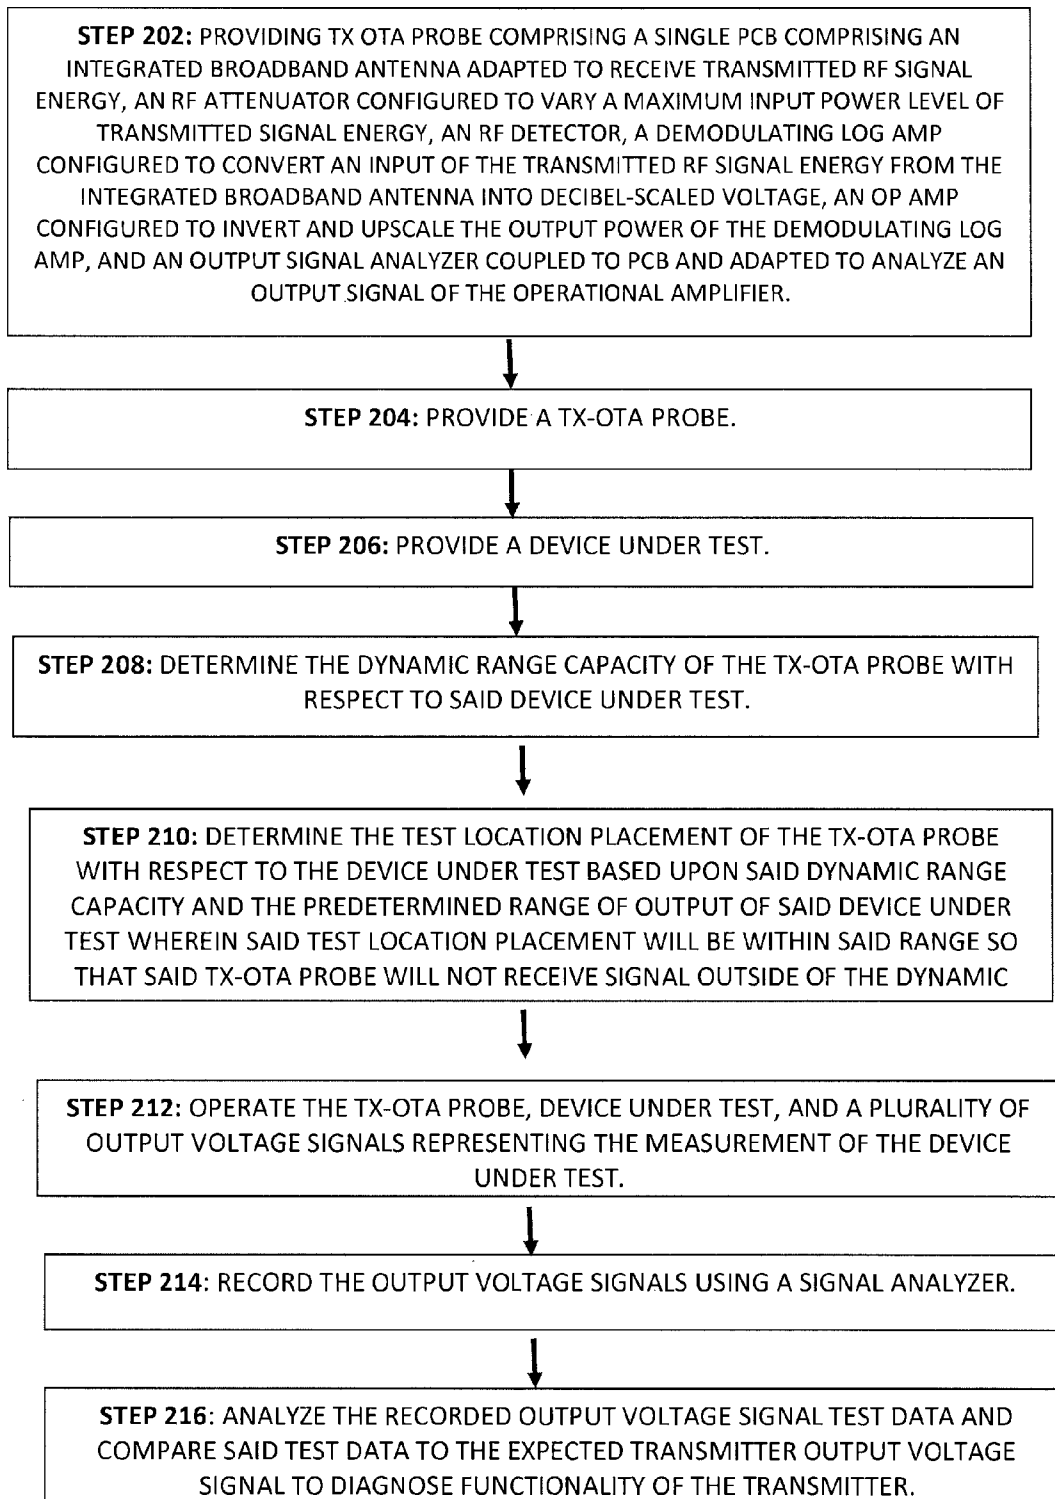 STEP 202: PROVIDING TX OTA PROBE COMPRISING A SINGLE PCB COMPRISING AN
INTEGRATED BROADBAND ANTENNA ADAPTED TO RECEIVE TRANSMITTED RF SIGNAL
ENERGY, AN RF ATTENUATOR CONFIGURED TO VARY A MAXIMUM INPUT POWER LEVEL OF
TRANSMITTED SIGNAL ENERGY, AN RF DETECTOR, A DEMODULATING LOG AMP
CONFIGURED TO CONVERT AN INPUT OF THE TRANSMITTED RF SIGNAL ENERGY FROM THE
INTEGRATED BROADBAND ANTENNA INTO DECIBEL-SCALED VOLTAGE, AN OP AMP
CONFIGURED TO INVERT AND UPSCALE THE OUTPUT POWER OF THE DEMODULATING LOG
AMP, AND AN OUTPUT SIGNAL ANALYZER COUPLED TO PCB AND ADAPTED TO ANALYZE AN
OUTPUT SIGNAL OF THE OPERATIONAL AMPLIFIER.
STEP 204: PROVIDE A TX-OTA PROBE.
STEP 206: PROVIDE A DEVICE UNDER TEST.
STEP 208: DETERMINE THE DYNAMIC RANGE CAPACITY OF THE TX-OTA PROBE WITH
RESPECT TO SAID DEVICE UNDER TEST.
STEP 210: DETERMINE THE TEST LOCATION PLACEMENT OF THE TX-OTA PROBE
WITH RESPECT TO THE DEVICE UNDER TEST BASED UPON SAID DYNAMIC RANGE
CAPACITY AND THE PREDETERMINED RANGE OF OUTPUT OF SAID DEVICE UNDER
TEST WHEREIN SAID TEST LOCATION PLACEMENT WILL BE WITHIN SAID RANGE SO
THAT SAID TX-OTA PROBE WILL NOT RECEIVE SIGNAL OUTSIDE OF THE DYNAMIC
STEP 212: OPERATE THE TX-OTA PROBE, DEVICE UNDER TEST, AND A PLURALITY OF
OUTPUT VOLTAGE SIGNALS REPRESENTING THE MEASUREMENT OF THE DEVICE
UNDER TEST.
STEP 214: RECORD THE OUTPUT VOLTAGE SIGNALS USING A SIGNAL ANALYZER.
STEP 216: ANALYZE THE RECORDED OUTPUT VOLTAGE SIGNAL TEST DATA AND
COMPARE SAID TEST DATA TO THE EXPECTED TRANSMITTER OUTPUT VOLTAGE
SIGNAL TO DIAGNOSE FUNCTIONALITY OF THE TRANSMITTER.